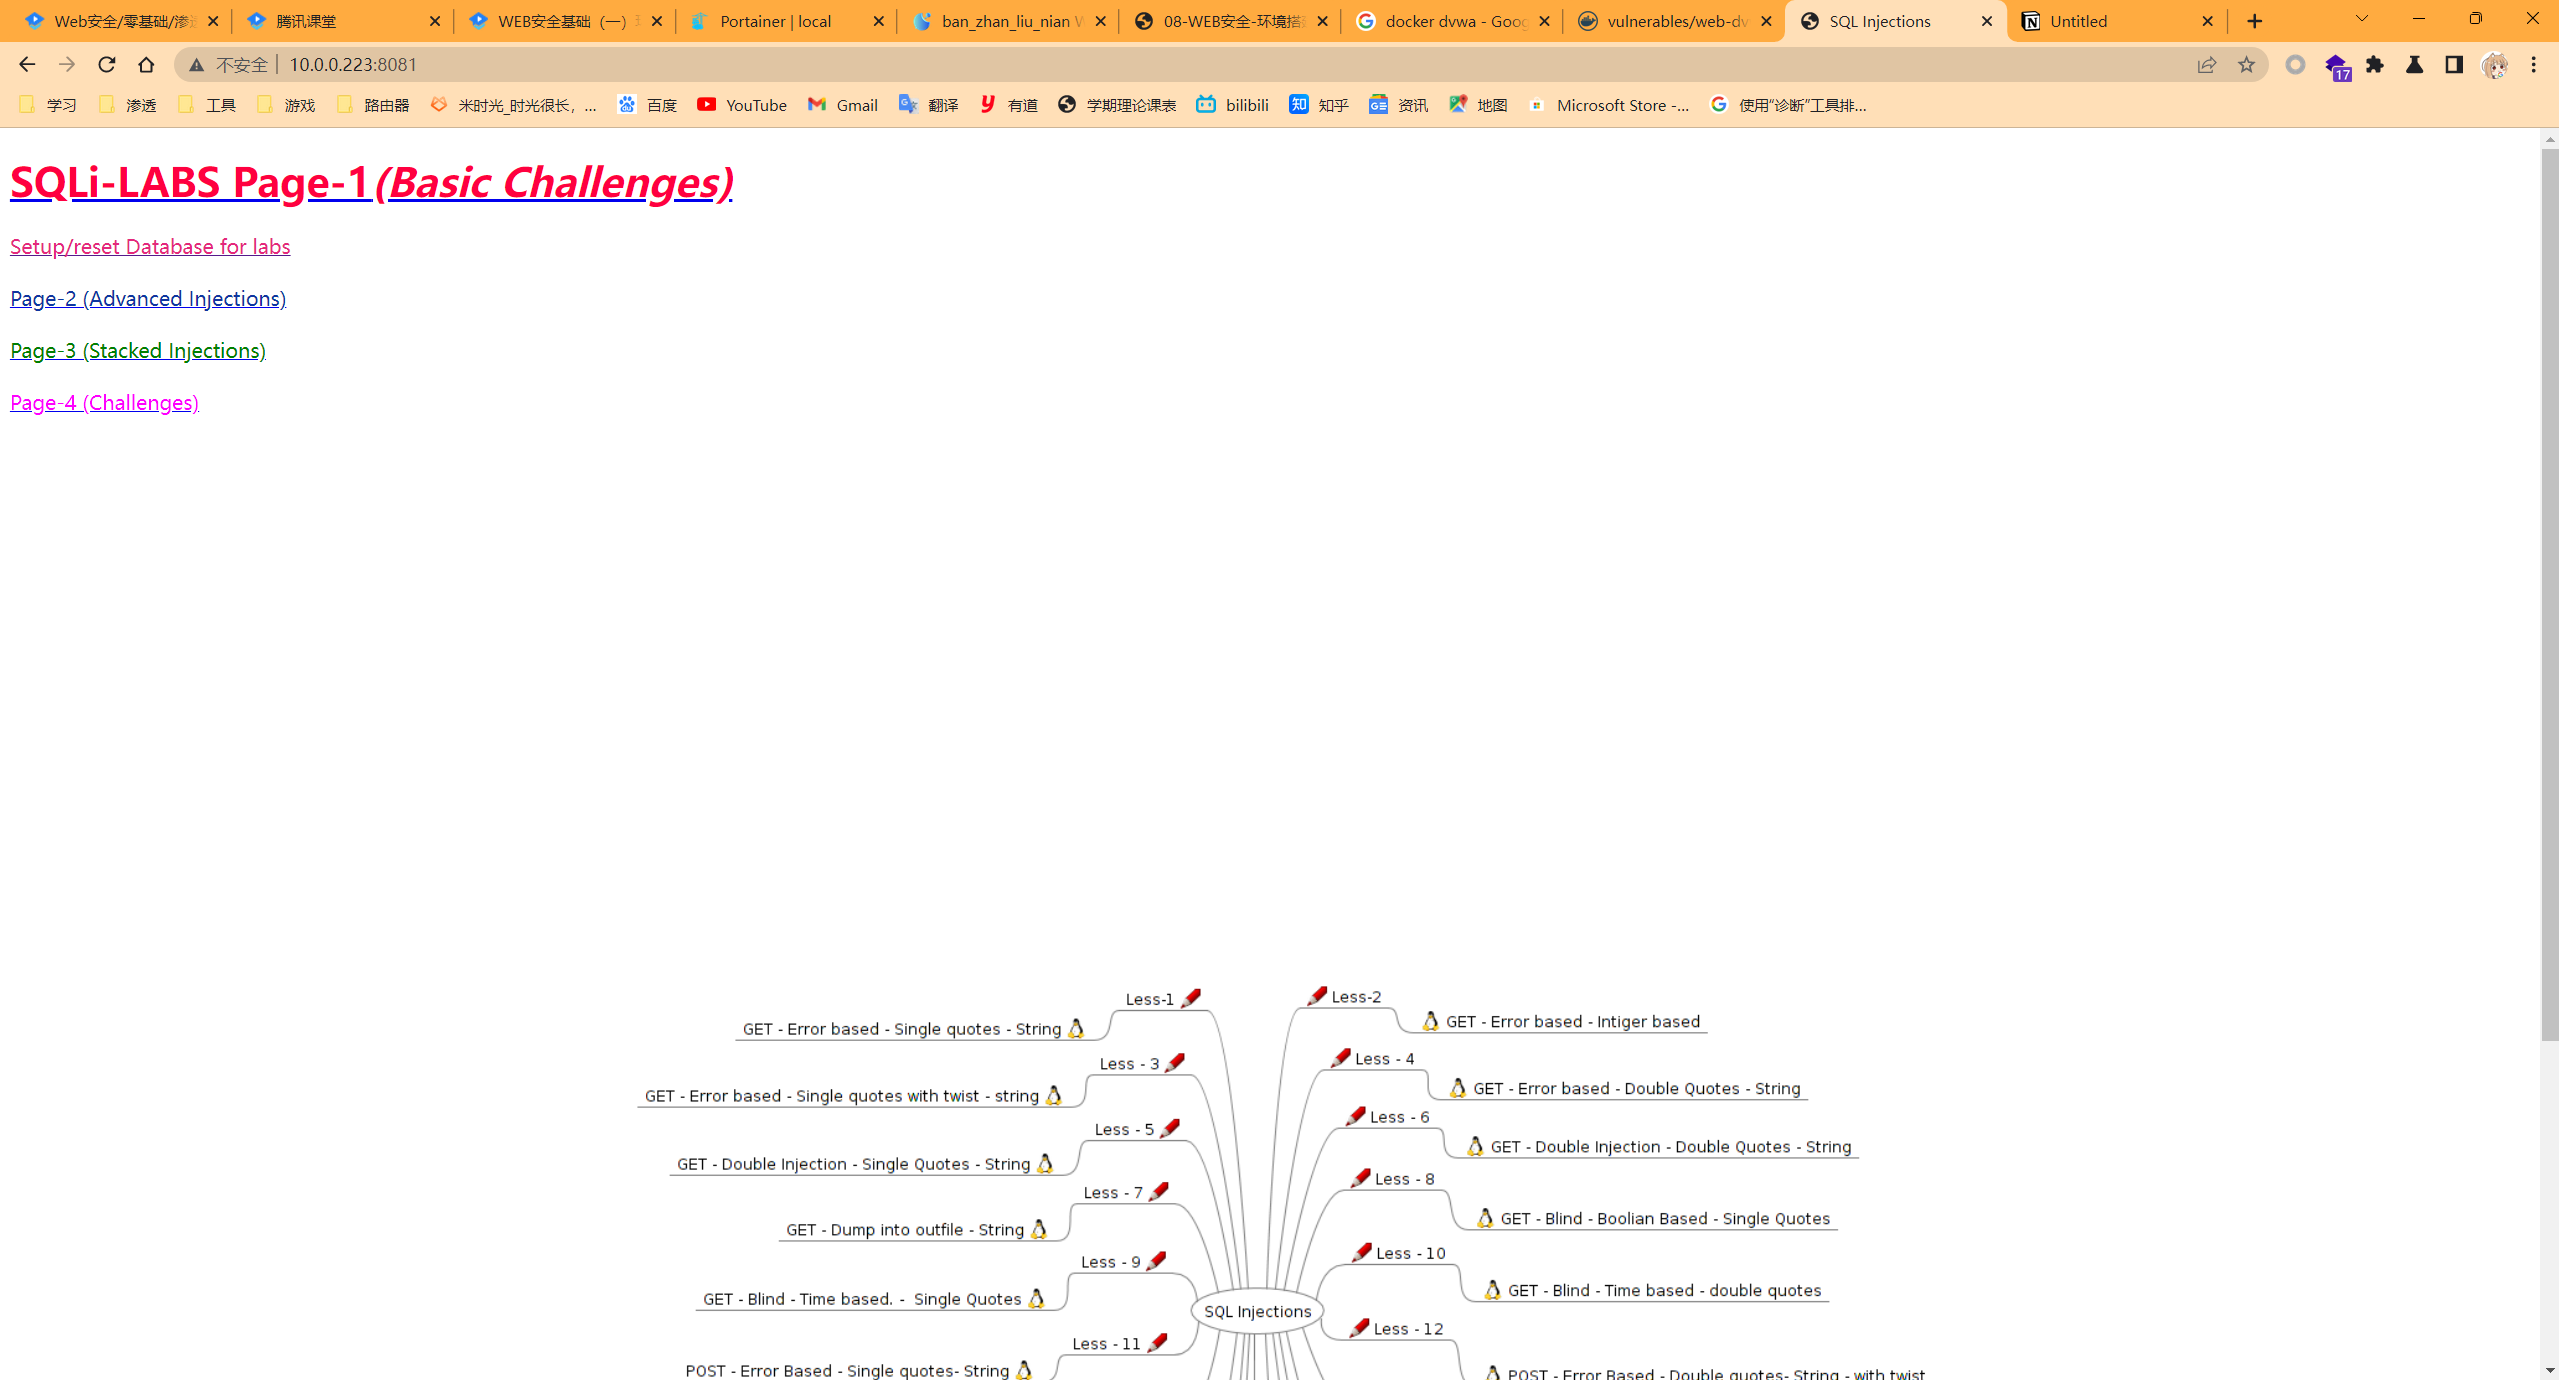 Web安全/零基础/渗透
腾讯课堂
WEB安全基础（一）
Portainer | local
ban_zhan_liu_nian
08-WEB安全-环境搭
docker dvwa - Goog
vulnerables/web-dv
SQL Injections
Untitled
不安全
10.0.0.223:8081
17
学习
渗透
工具
游戏
路由器
米时光_时光很长，...
百度
YouTube
Gmail
翻译
有道
学期理论课表
bilibili
知乎
资讯
地图
Microsoft Store -...
使用“诊断”工具排...
SQLi-LABS Page-1(Basic Challenges)
Setup/reset Database for labs
Page-2 (Advanced Injections)
Page-3 (Stacked Injections)
Page-4 (Challenges)
Less-1
Less-2
GET - Error based - Single quotes - String
GET - Error based - Intiger based
Less - 3
Less - 4
GET - Error based - Single quotes with twist - string
GET - Error based - Double Quotes - String
Less - 5
Less - 6
GET - Double Injection - Single Quotes - String
GET - Double Injection - Double Quotes - String
Less - 7
Less - 8
GET - Dump into outfile - String
GET - Blind - Boolian Based - Single Quotes
Less - 9
Less - 10
GET - Blind - Time based. - Single Quotes
GET - Blind - Time based - double quotes
SQL Injections
Less - 11
Less - 12
POST - Error Based - Single quotes- String
POST - Error Based - Double quotes- String - with twist